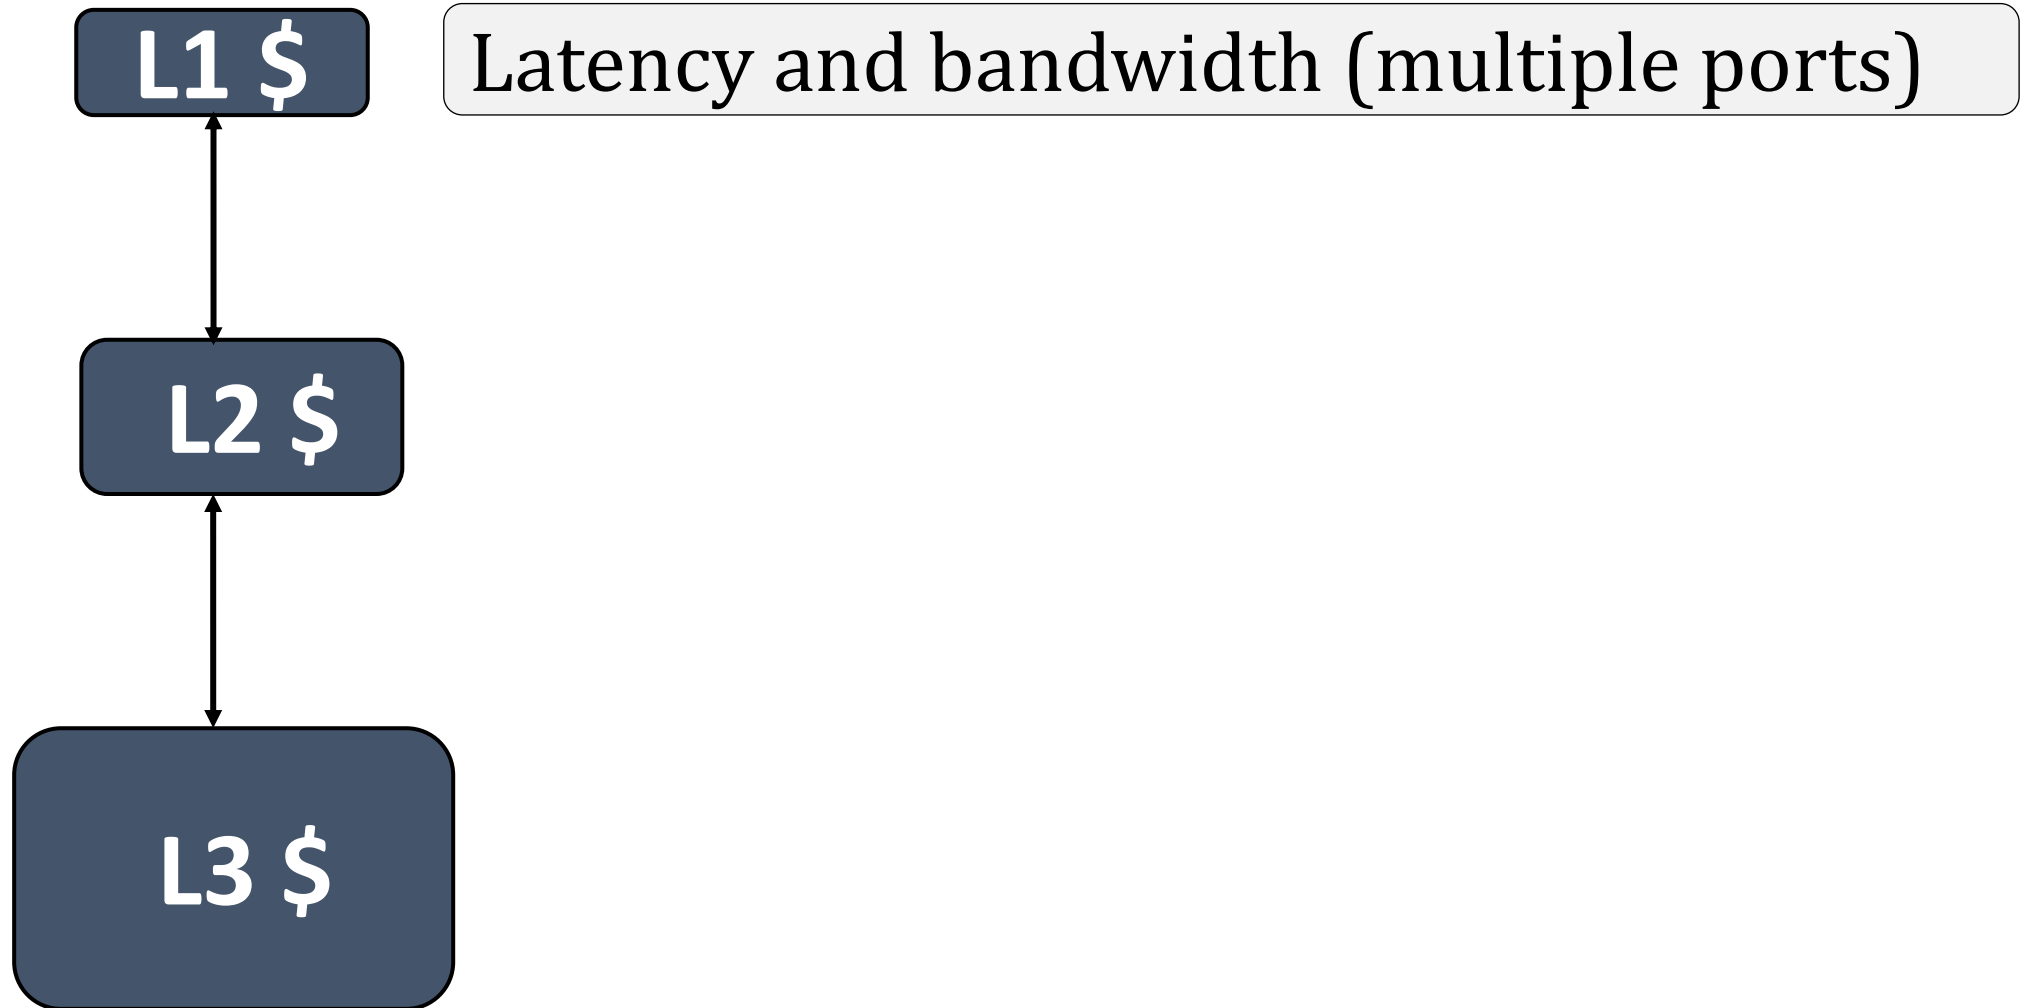 L1 $
Latency and bandwidth (multiple ports)
L2 $
L3 $